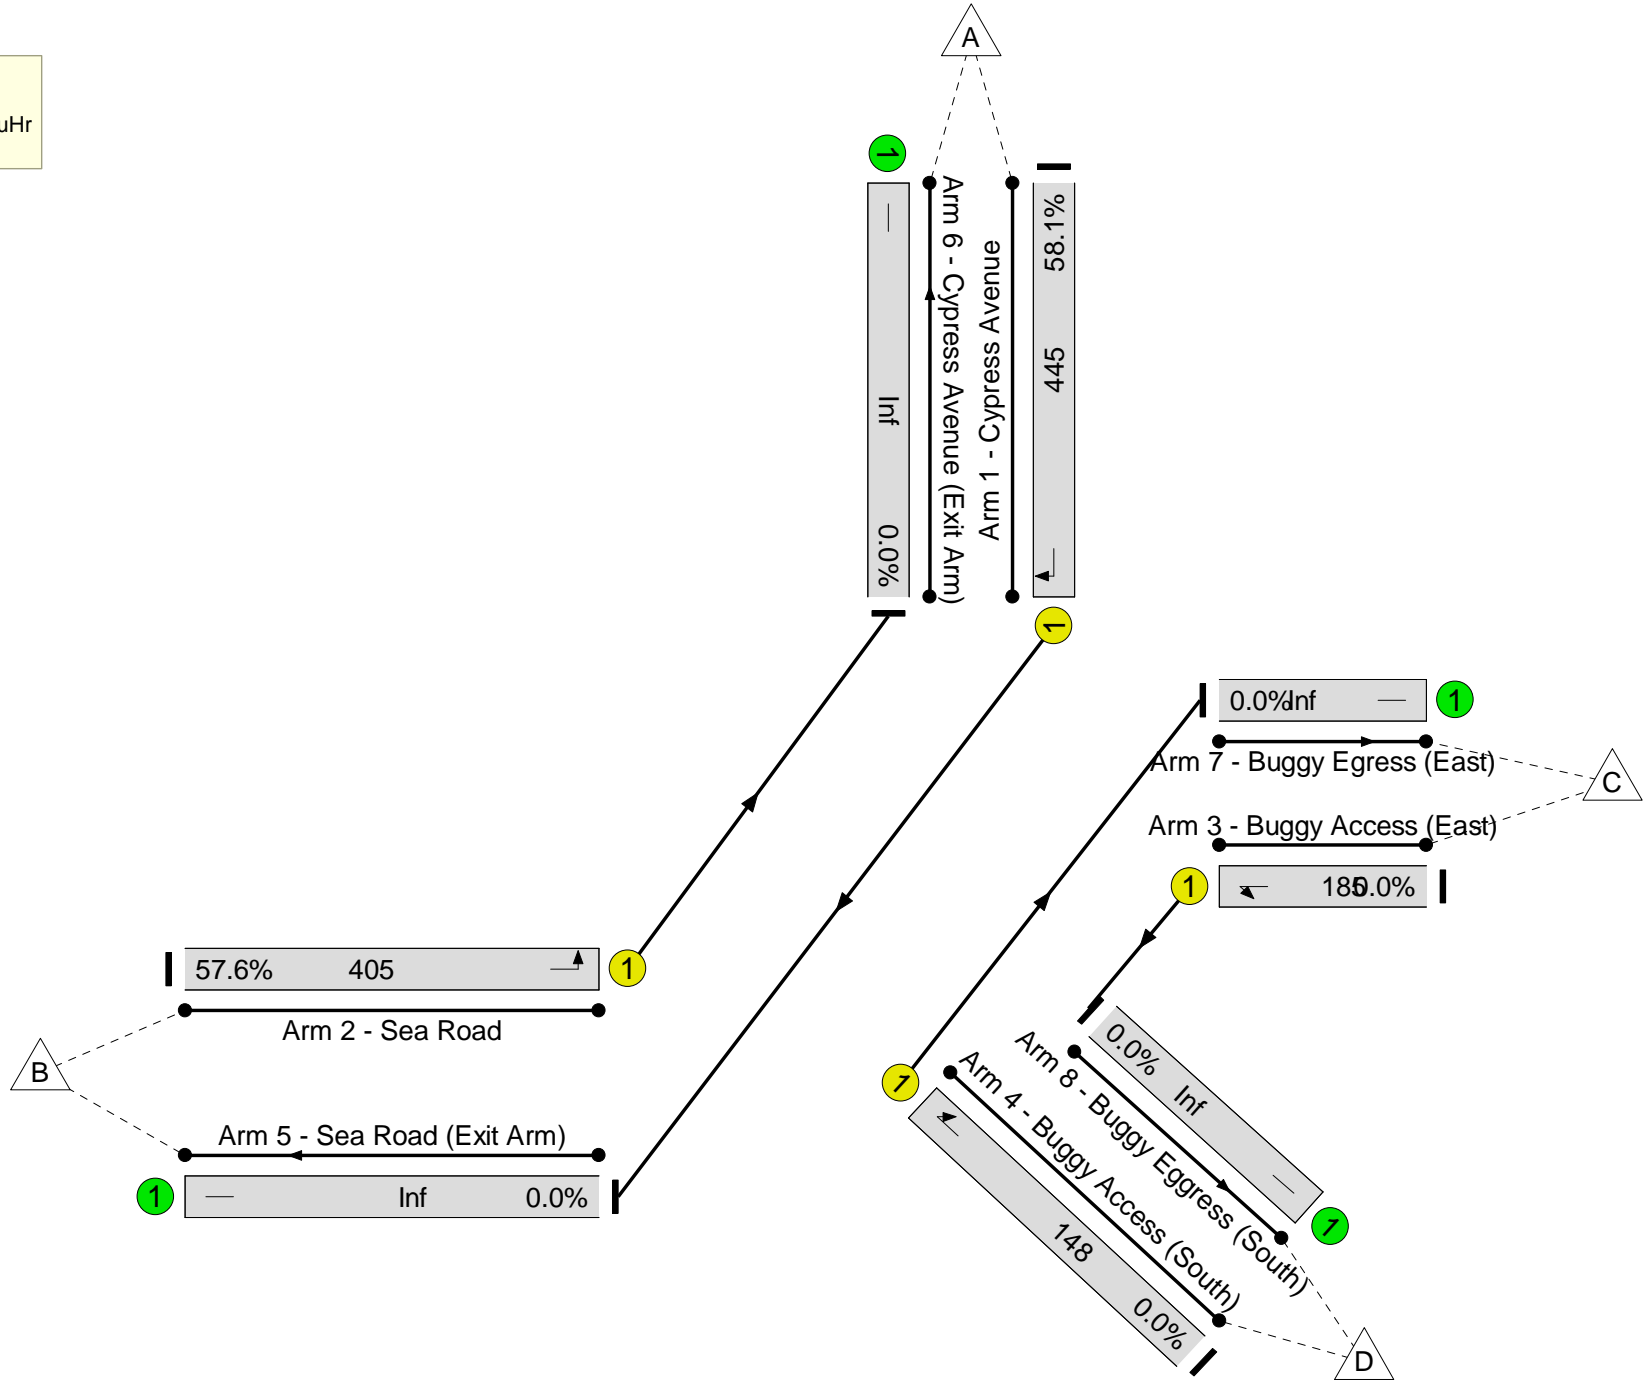 A
uHr
1
Arm 6 - Cypress Avenue (Exit Arm)
Inf
0.0%
Arm 1 - Cypress Avenue
58.1%
445
1
0.0%
Inf
1
Arm 7 - Buggy Egress (East)
C
Arm 3 - Buggy Access (East)
1
185
0.0%
57.6%
405
1
Arm 2 - Sea Road
B
Arm 5 - Sea Road (Exit Arm)
1
Inf
0.0%
1
Arm 4 - Buggy Access (South)
148
0.0%
Arm 8 - Buggy Eggress (South)
0.0%
Inf
1
D